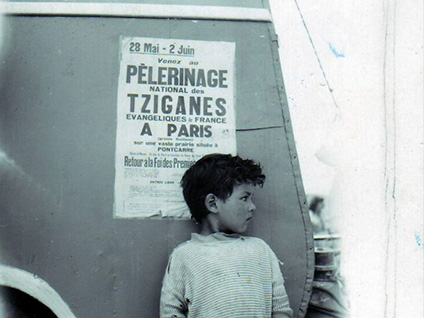 28 Mai - 2 Juin
Venez au
PÈLERINAGE
NATIONAL des
TZIGANES
EVANGELIQUES de FRANCE
A PARIS
sur une vaste prairie située à
PONTCARRE
Retour à la Foi des Premie